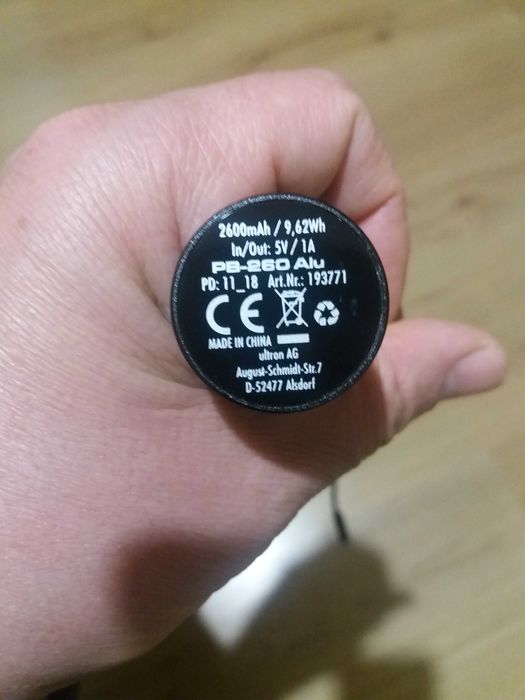 2600mAh / 9,62Wh
In/Out: 5V / 1A
PB-260 Alu
PD: 11_18 Art.Nr.: 193771
CE
MADE IN CHINA
ultron AG
August-Schmidt-Str.7
D-52477 Alsdorf